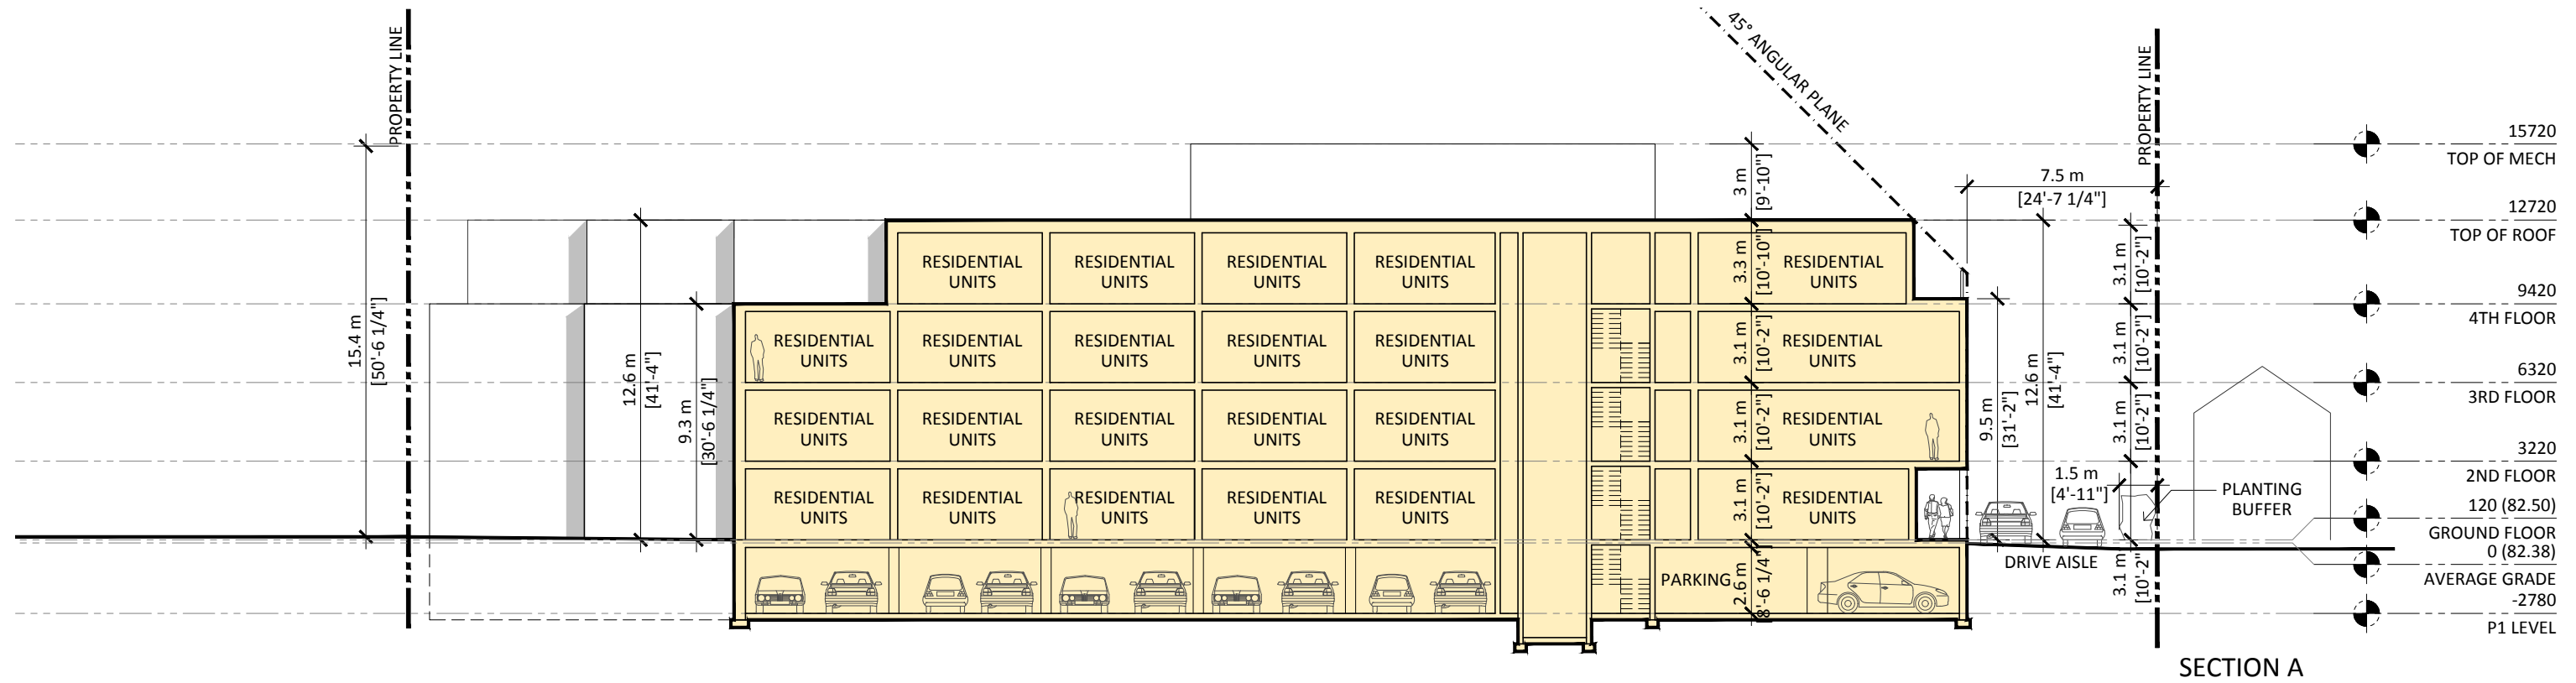 PROPERTY LINE
45° ANGULAR PLANE
PROPERTY LINE
15720
TOP OF MECH
3 m
[9'-10"]
7.5 m
[24'-7 1/4"]
12720
TOP OF ROOF
RESIDENTIAL
UNITS
RESIDENTIAL
UNITS
RESIDENTIAL
UNITS
RESIDENTIAL
UNITS
3.3 m
[10'-10"]
RESIDENTIAL
UNITS
3.1 m
[10'-2"]
9420
4TH FLOOR
15.4 m
[50'-6 1/4"]
12.6 m
[41'-4"]
9.3 m
[30'-6 1/4"]
RESIDENTIAL
UNITS
RESIDENTIAL
UNITS
RESIDENTIAL
UNITS
RESIDENTIAL
UNITS
RESIDENTIAL
UNITS
3.1 m
[10'-2"]
RESIDENTIAL
UNITS
9.5 m
[31'-2"]
12.6 m
[41'-4"]
3.1 m
[10'-2"]
6320
3RD FLOOR
RESIDENTIAL
UNITS
RESIDENTIAL
UNITS
RESIDENTIAL
UNITS
RESIDENTIAL
UNITS
RESIDENTIAL
UNITS
3.1 m
[10'-2"]
RESIDENTIAL
UNITS
3.1 m
[10'-2"]
3220
2ND FLOOR
RESIDENTIAL
UNITS
RESIDENTIAL
UNITS
RESIDENTIAL
UNITS
RESIDENTIAL
UNITS
RESIDENTIAL
UNITS
3.1 m
[10'-2"]
RESIDENTIAL
UNITS
1.5 m
[4'-11"]
PLANTING
BUFFER
120 (82.50)
GROUND FLOOR
0 (82.38)
AVERAGE GRADE
PARKING
2.6 m
[8'-6 1/4"]
DRIVE AISLE
3.1 m
[10'-2"]
-2780
P1 LEVEL
SECTION A